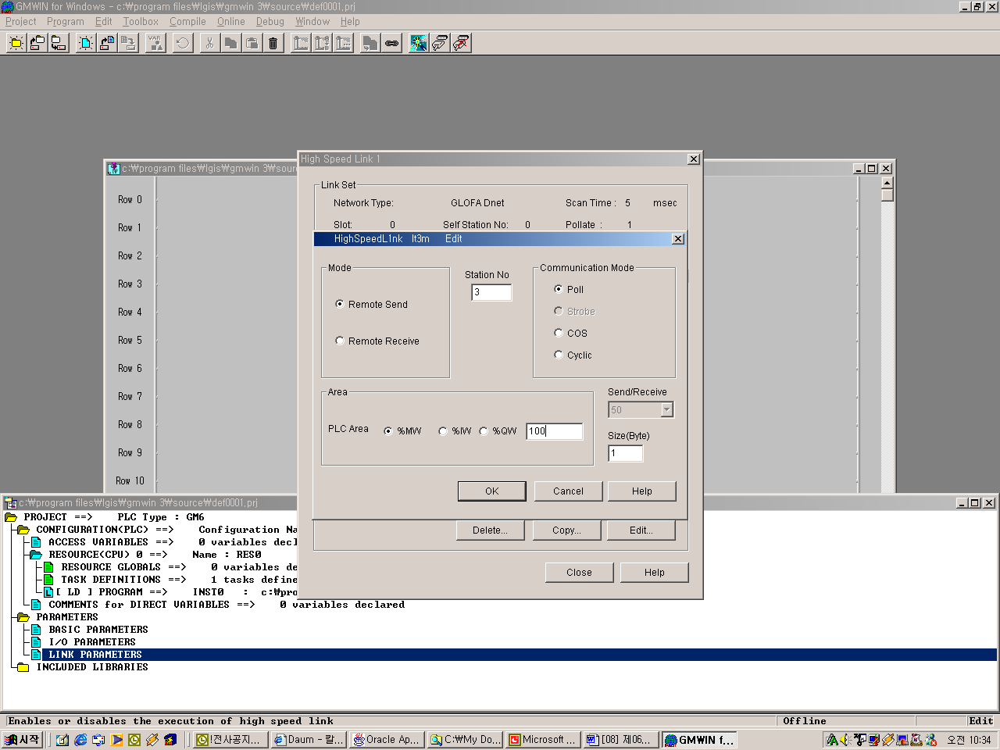 GMWIN for Windows - c:₩program files₩lgis₩gmwin 3₩source₩def0001.prj
Project Program Edit Toolbox Compile Online Debug Window Help
VAR
c:₩program files₩lgis₩gmwin 3₩sour
Row 0
Row 1
Row 2
Row 3
Row 4
Row 5
Row 6
Row 7
Row 8
Row 9
Row 10
High Speed Link 1
Link Set
Network Type: GLOFA Dnet Scan Time : 5 msec
Slot: 0 Self Station No: 0 Pollate : 1
HighSpeedL1nk It3m Edit
Mode
Remote Send
Remote Receive
Station No
3
Communication Mode
Poll
Strobe
COS
Cyclic
Area
PLC Area %MW %IW %QW 100
Send/Receive
50
Size(Byte)
1
OK Cancel Help
Delete... Copy... Edit...
Close Help
c:₩program files₩lgis₩gmwin 3₩source₩def0001.prj
PROJECT ==> PLC Type : GM6
CONFIGURATION(PLC) ==> Configuration Na
ACCESS VARIABLES ==> 0 variables decl
RESOURCE(CPU) 0 ==> Name : RES0
RESOURCE GLOBALS ==> 0 variables de
TASK DEFINITIONS ==> 1 tasks define
[ LD ] PROGRAM ==> INST0 : c:₩pro
COMMENTS for DIRECT VARIABLES ==> 0 variables declared
PARAMETERS
BASIC PARAMETERS
I/O PARAMETERS
LINK PARAMETERS
INCLUDED LIBRARIES
Enables or disables the execution of high speed link Offline Edit
시작 !전사공지... Daum - 칼... Oracle Ap... C:₩My Do... Microsoft ... [08] 제06... GMWIN f... 오전 10:34